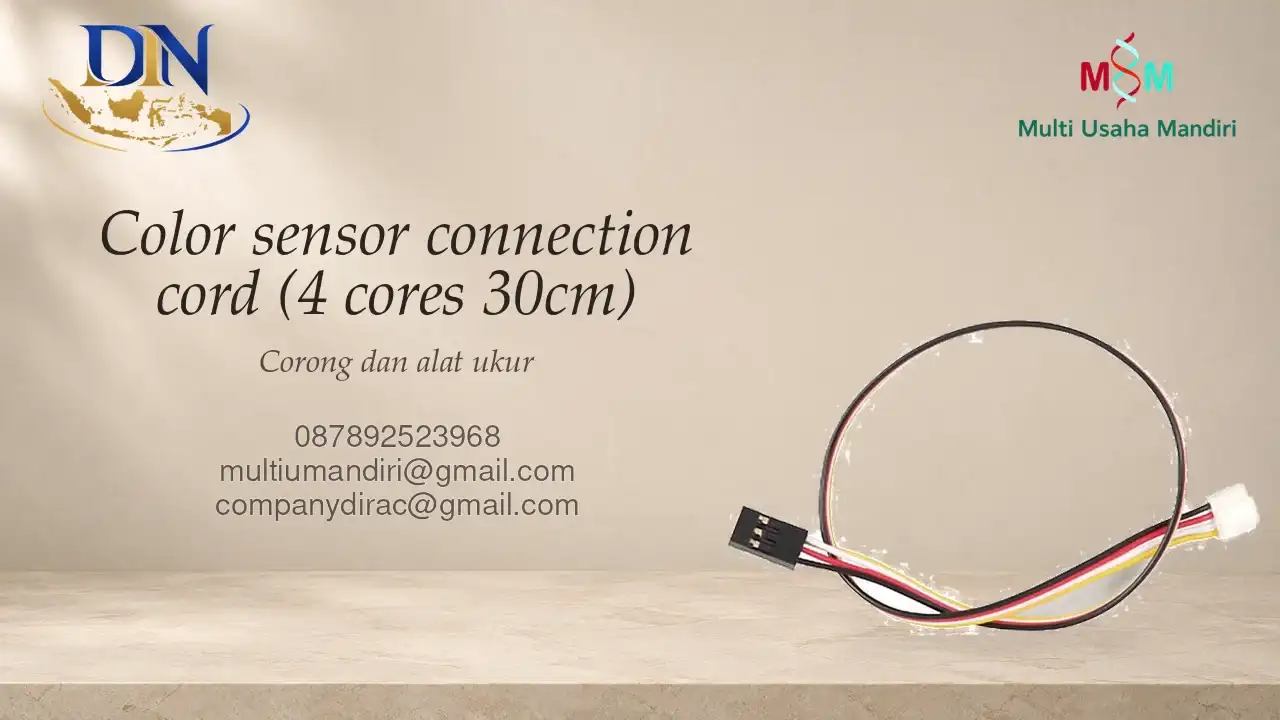 DN
MSM
Multi Usaha Mandiri
Color sensor connection
cord (4 cores 30cm)
Corong dan alat ukur
087892523968
multiumandiri@gmail.com
companydirac@gmail.com